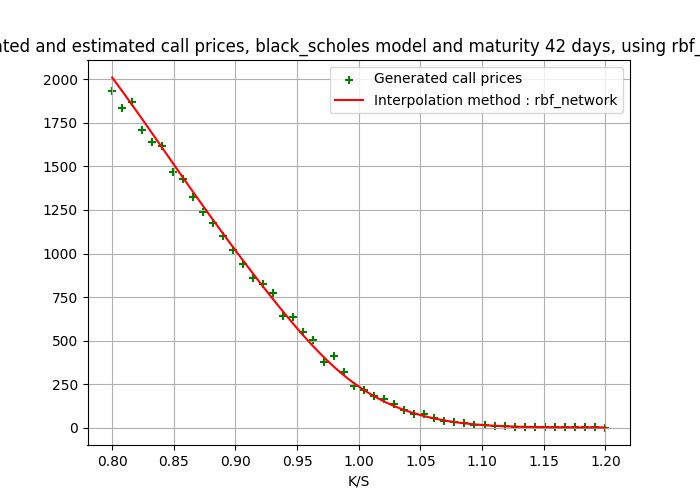 ated and estimated call prices, black_scholes model and maturity 42 days, using rbf_
Generated call prices
Interpolation method : rbf_network
2000
1750
1500
1250
1000
750
500
250
0
0.80 0.85 0.90 0.95 1.00 1.05 1.10 1.15 1.20
K/S